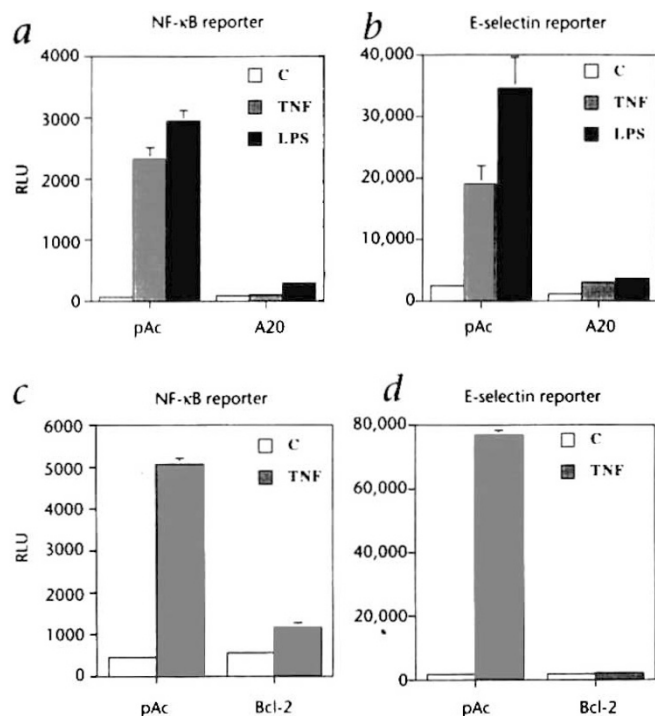 a
NF-κB reporter
C
TNF
LPS
4000
3000
2000
1000
0
RLU
pAc
A20
b
E-selectin reporter
C
TNF
LPS
40,000
30,000
20,000
10,000
0
pAc
A20
c
NF-κB reporter
C
TNF
6000
5000
4000
3000
2000
1000
0
RLU
pAc
Bcl-2
d
E-selectin reporter
C
TNF
80,000
60,000
40,000
20,000
0
pAc
Bcl-2